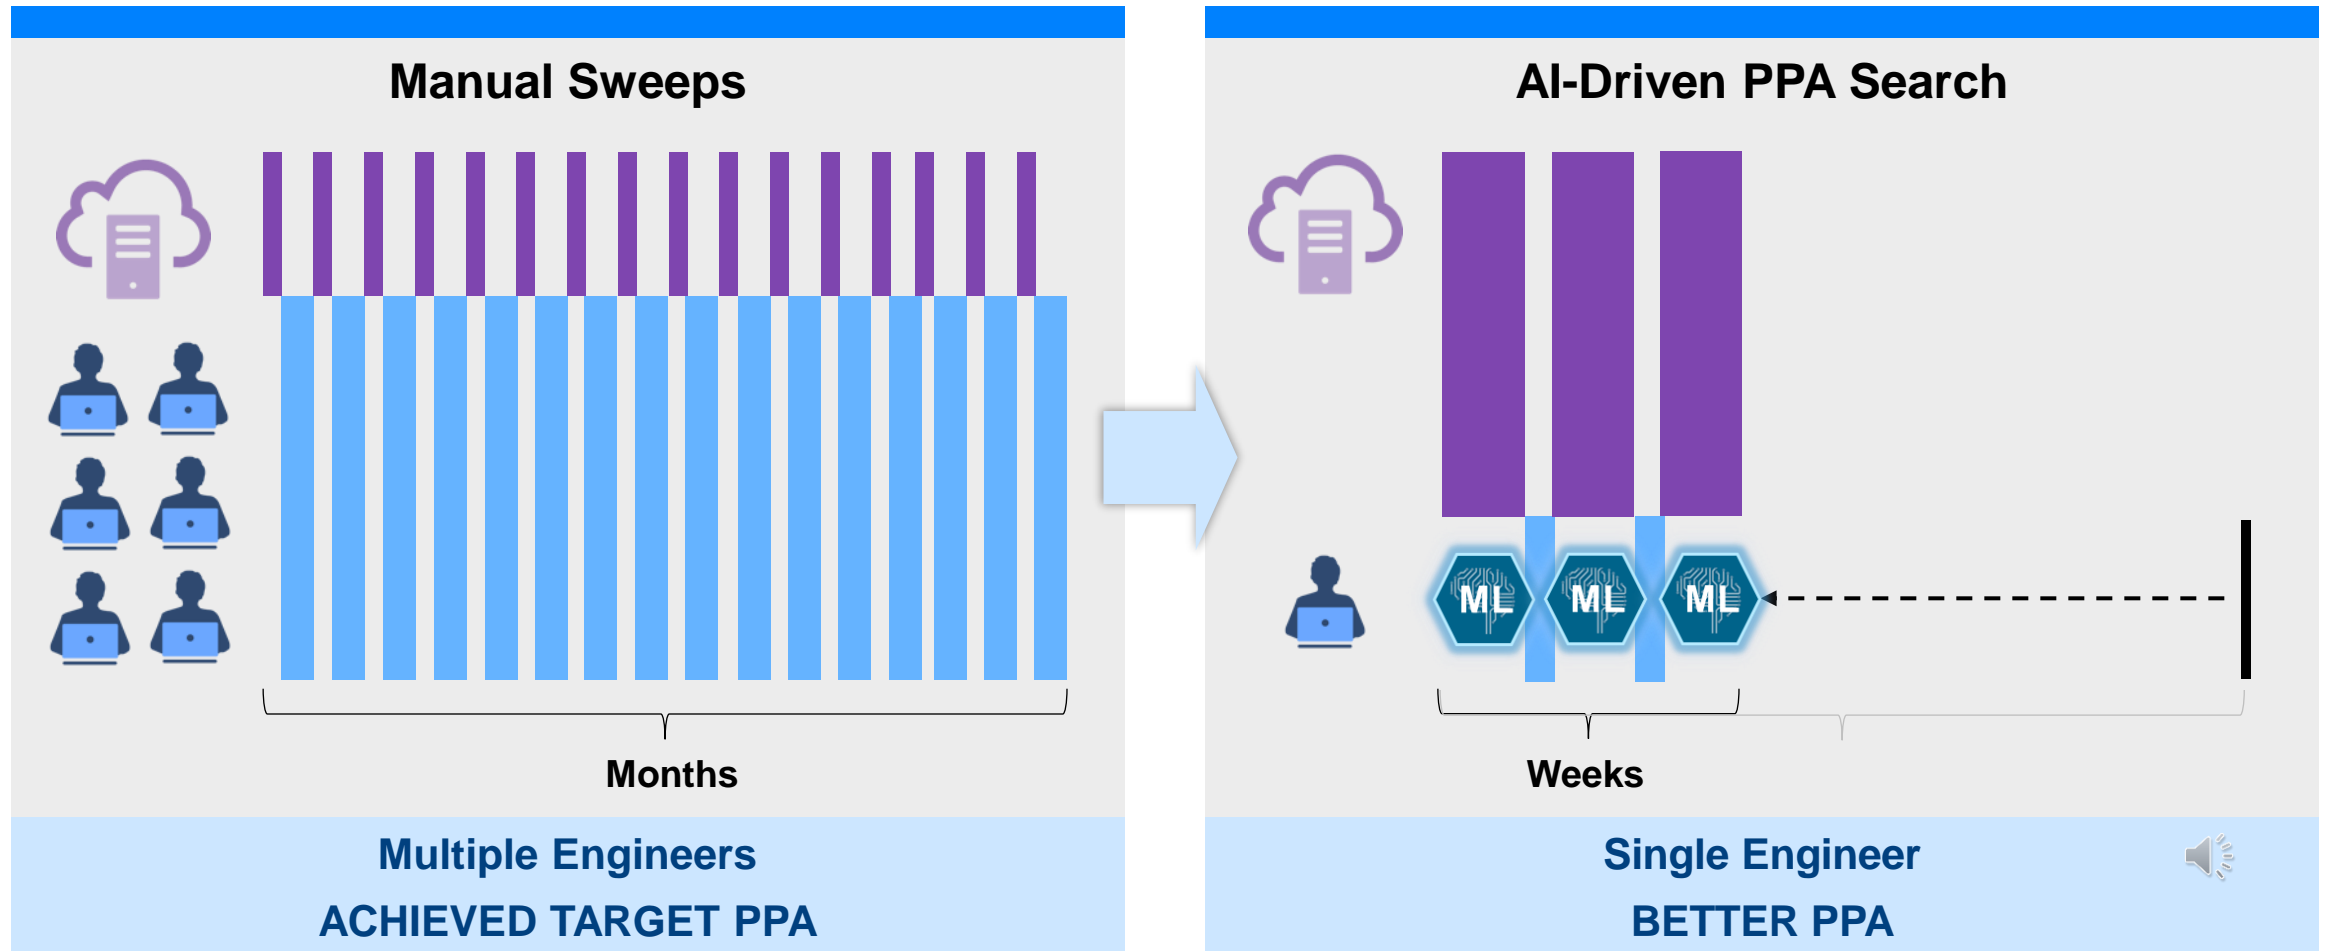 Manual Sweeps
Months
Multiple Engineers
ACHIEVED TARGET PPA
AI-Driven PPA Search
ML
ML
ML
Weeks
Single Engineer
BETTER PPA